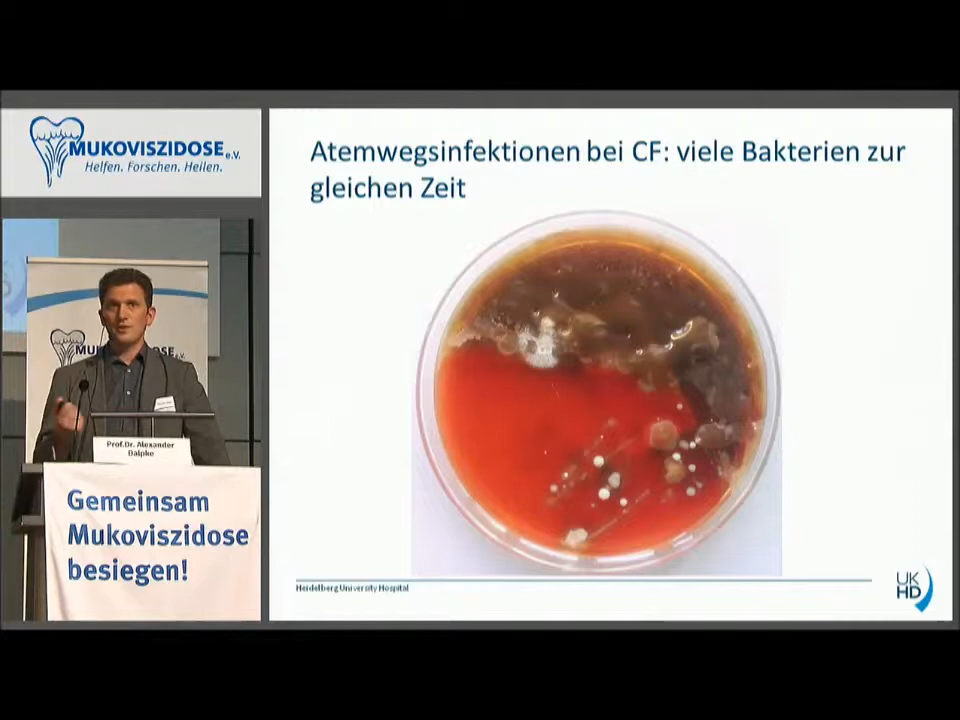 MUKOVISZIDOSE e.V.
Helfen. Forschen. Heilen.
Atemwegsinfektionen bei CF: viele Bakterien zur
gleichen Zeit
MUKOVISZIDOSE e.V.
Prof.Dr. Alexander
Dalpke
Gemeinsam
Mukoviszidose
besiegen!
Heidelberg University Hospital
UK
HD